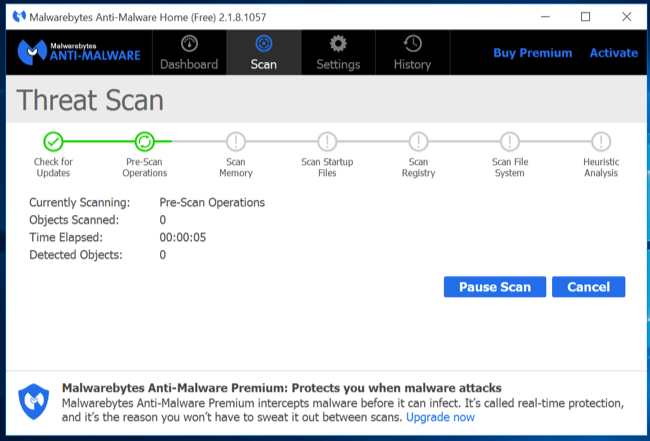 Malwarebytes Anti-Malware Home (Free) 2.1.8.1057
Malwarebytes
ANTI-MALWARE
Dashboard
Scan
Settings
History
Buy Premium
Activate
Threat Scan
Check for
Updates
Pre-Scan
Operations
Scan
Memory
Scan Startup
Files
Scan
Registry
Scan File
System
Heuristic
Analysis
Currently Scanning: Pre-Scan Operations
Objects Scanned: 0
Time Elapsed: 00:00:05
Detected Objects: 0
Pause Scan
Cancel
Malwarebytes Anti-Malware Premium: Protects you when malware attacks
Malwarebytes Anti-Malware Premium intercepts malware before it can infect. It's called real-time protection,
and it's the reason you won't have to sweat it out between scans. Upgrade now